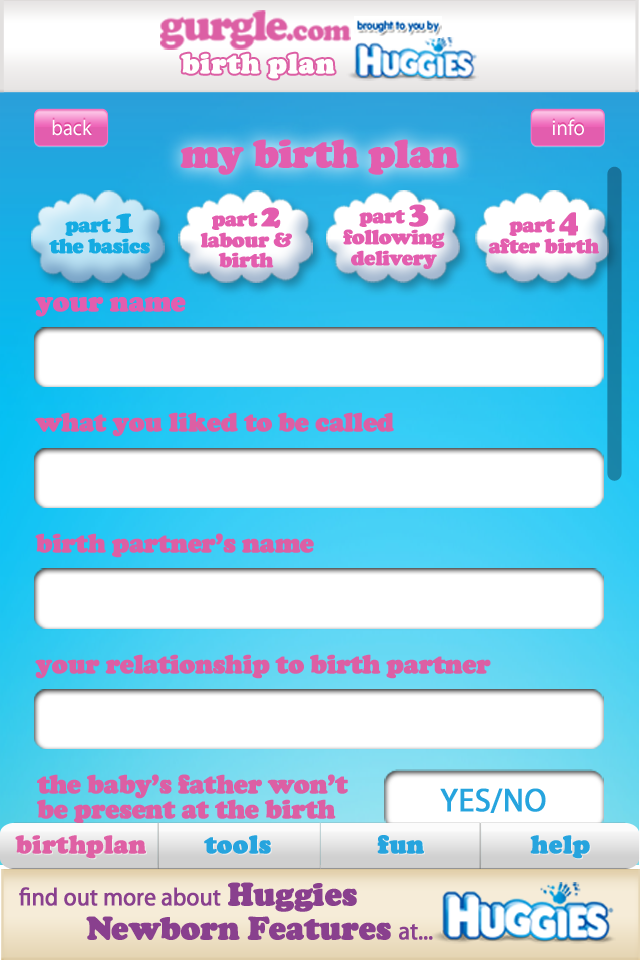 gurgle.com brought to you by
birth plan HUGGIES
back
info
my birth plan
part 1
the basics
part 2
labour &
birth
part 3
following
delivery
part 4
after birth
your name
what you liked to be called
birth partner's name
your relationship to birth partner
the baby's father won't
be present at the birth
YES/NO
birthplan
tools
fun
help
find out more about Huggies
Newborn Features at...
HUGGIES